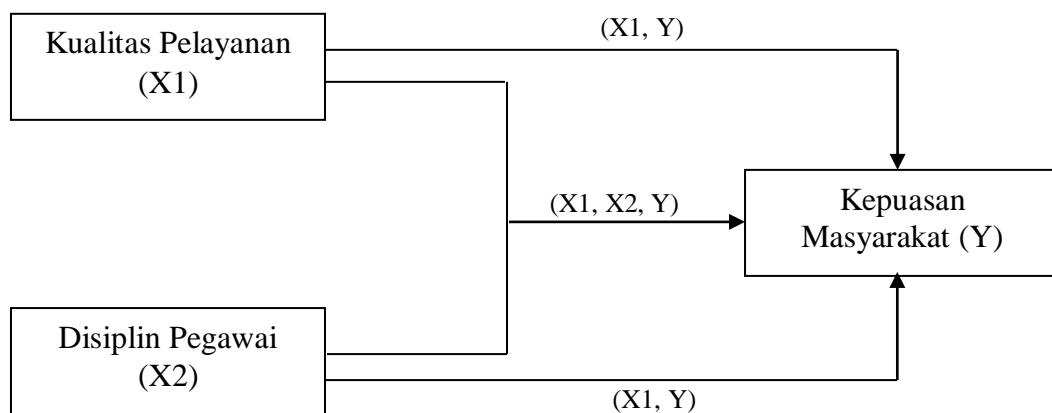 (X1, Y)
Kualitas Pelayanan
(X1)
(X1, X2, Y)
Kepuasan
Masyarakat (Y)
Disiplin Pegawai
(X2)
(X1, Y)